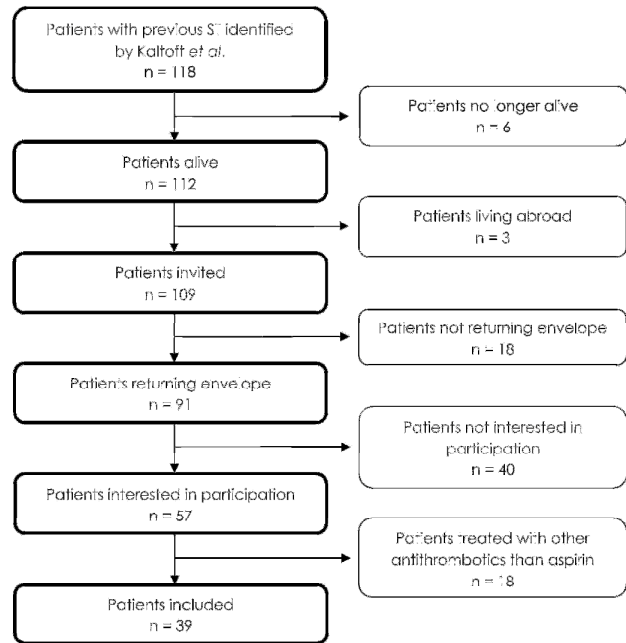 Patients with previous ST identified
by Kaltoft et al.
n = 118
Patients no longer alive
n = 6
Patients alive
n = 112
Patients living abroad
n = 3
Patients invited
n = 109
Patients not returning envelope
n = 18
Patients returning envelope
n = 91
Patients not interested in
participation
n = 40
Patients interested in participation
n = 57
Patients treated with other
antithrombotics than aspirin
n = 18
Patients included
n = 39